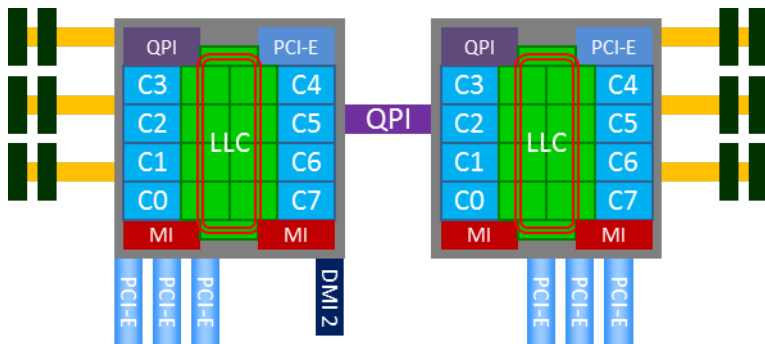 QPI PCI-E
C3 C4
C2 C5
LLC
C1 C6
C0 C7
MI MI
PCI-E PCI-E PCI-E DMI 2
QPI
QPI PCI-E
C3 C4
C2 C5
LLC
C1 C6
C0 C7
MI MI
PCI-E PCI-E PCI-E